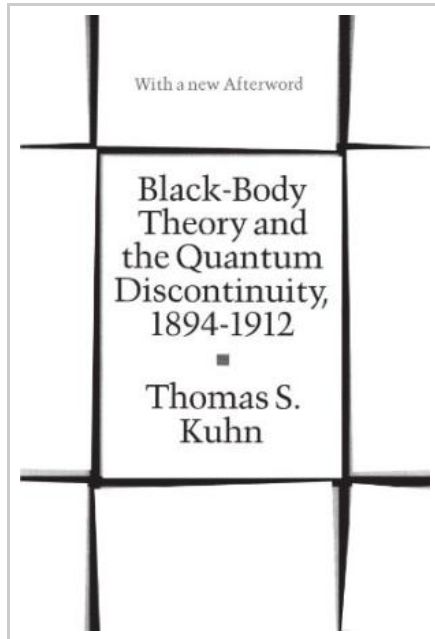 With a new Afterword
Black-Body
Theory and
the Quantum
Discontinuity,
1894-1912
Thomas S.
Kuhn